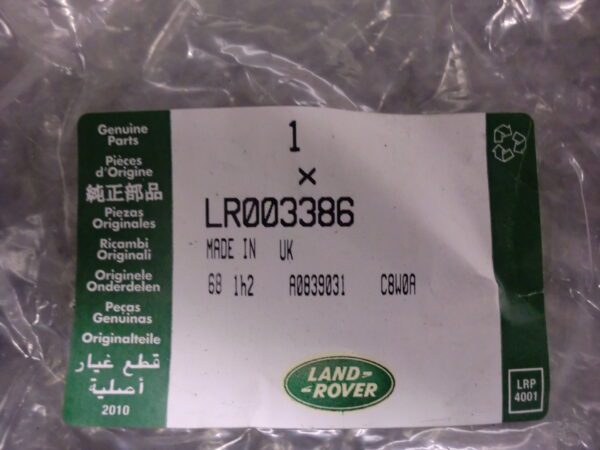 Genuine
Parts
Pièces
d'Origine
純正部品
Piezas
Originales
Ricambi
Originali
Originele
Onderdelen
Peças
Genuinas
Originalteile
قطع غيار
أصلية
2010
1
×
LR003386
MADE IN UK
68 1h2 A0839031 C8W0A
LAND-
-ROVER
LRP
4001